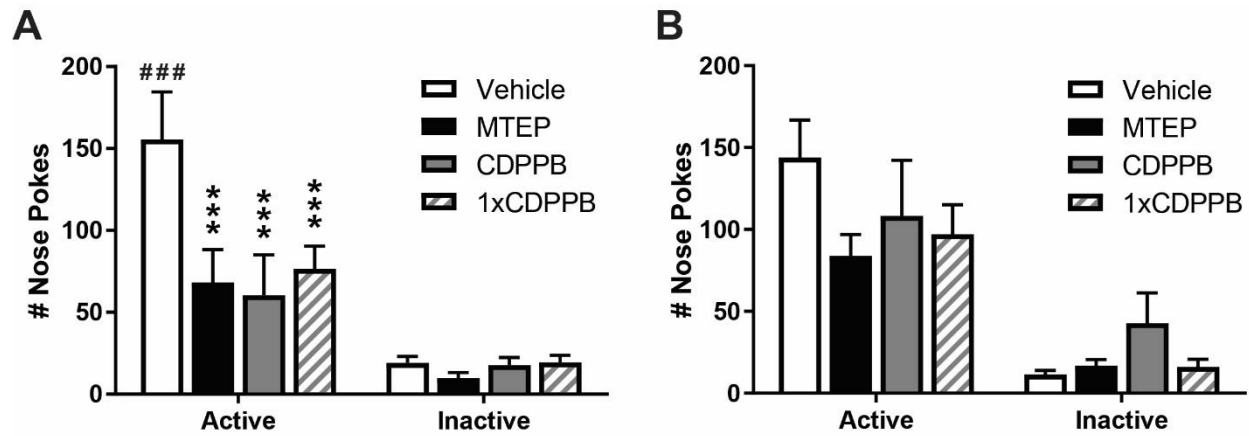 A
# Nose Pokes
200
150
100
50
0
###
***
***
***
Vehicle
MTEP
CDPPB
1xCDPPB
Active
Inactive
B
# Nose Pokes
200
150
100
50
0
Vehicle
MTEP
CDPPB
1xCDPPB
Active
Inactive